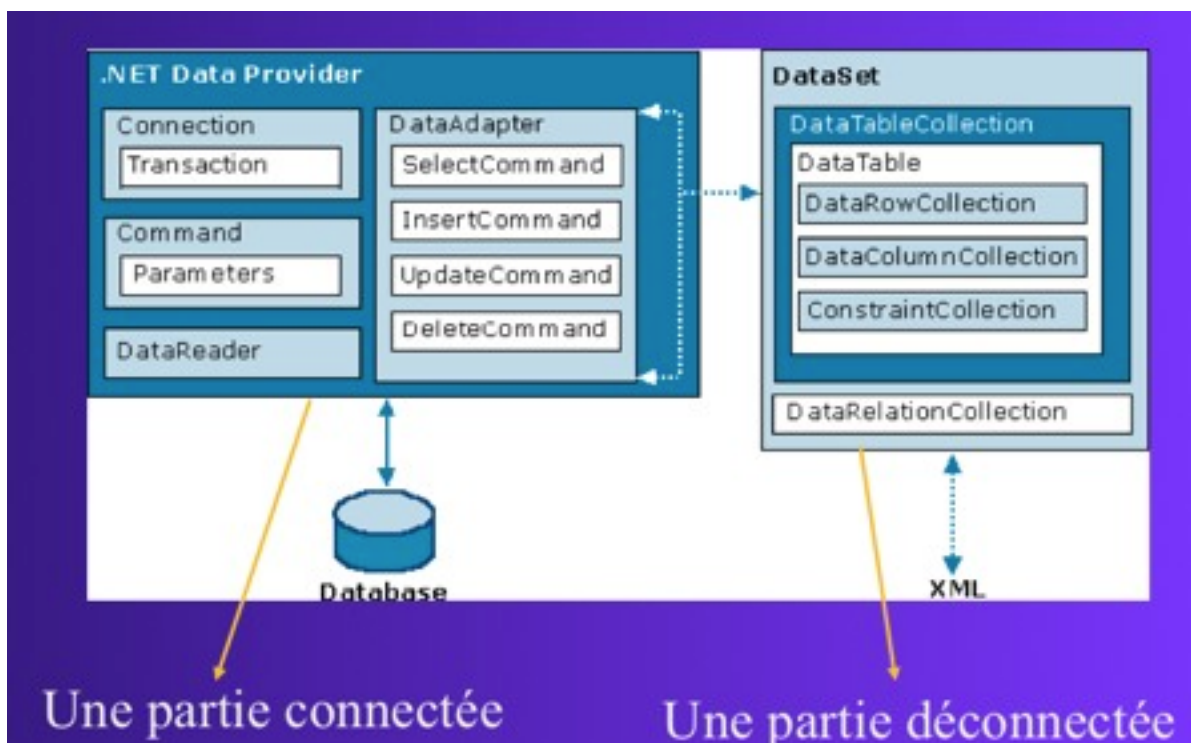 .NET Data Provider
Connection
Transaction
Command
Parameters
DataReader
DataAdapter
SelectCommand
InsertCommand
UpdateCommand
DeleteCommand
DataSet
DataTableCollection
DataTable
DataRowCollection
DataColumnCollection
ConstraintCollection
DataRelationCollection
Database
XML
Une partie connectée
Une partie déconnectée